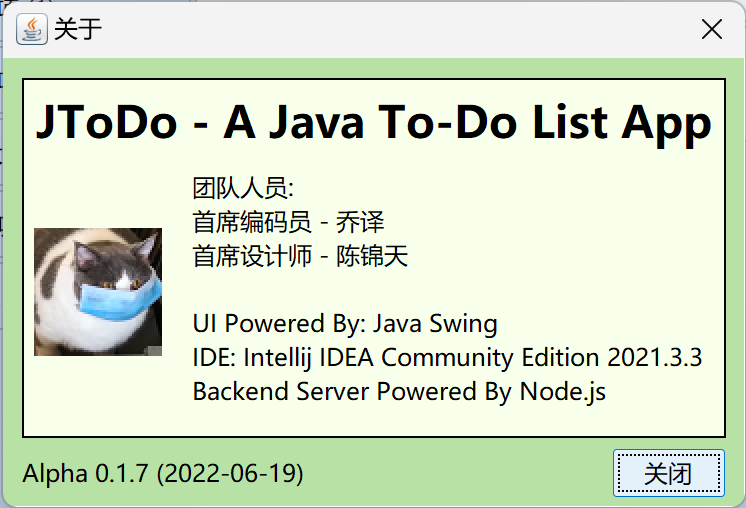 关于
JToDo - A Java To-Do List App
团队人员:
首席编码员 - 乔译
首席设计师 - 陈锦天
UI Powered By: Java Swing
IDE: Intellij IDEA Community Edition 2021.3.3
Backend Server Powered By Node.js
Alpha 0.1.7 (2022-06-19)
关闭